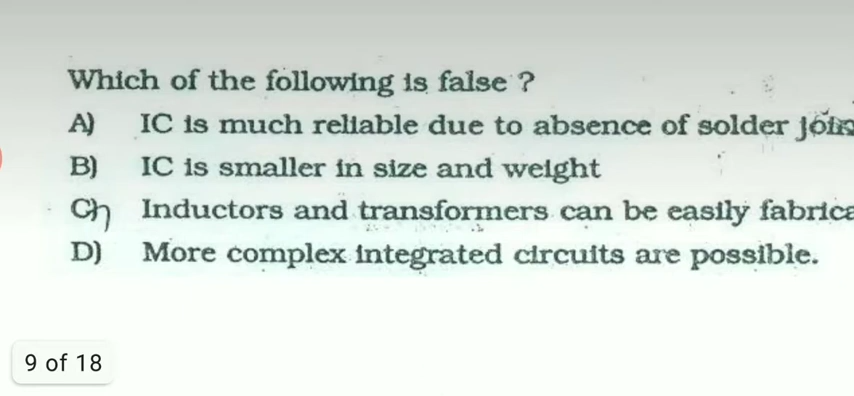 Which of the following is false ?
A) IC is much reliable due to absence of solder
B) IC is smaller in size and weight
C) Inductors and transformers can be easily
D) More complex integrated circuits are possible.
9 of 18